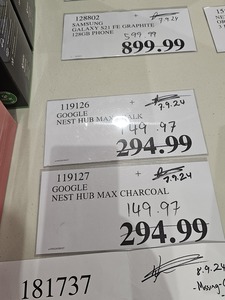 128802 +
SAMSUNG 7.9.24
GALAXY S21 FE GRAPHITE
128GB PHONE 599.99
899.99
119126 +
GOOGLE 7.9.24
NEST HUB MAX CHALK
149.97
294.99
119127 +
GOOGLE 7.9.24
NEST HUB MAX CHARCOAL
149.97
294.99
181737 8.9.24